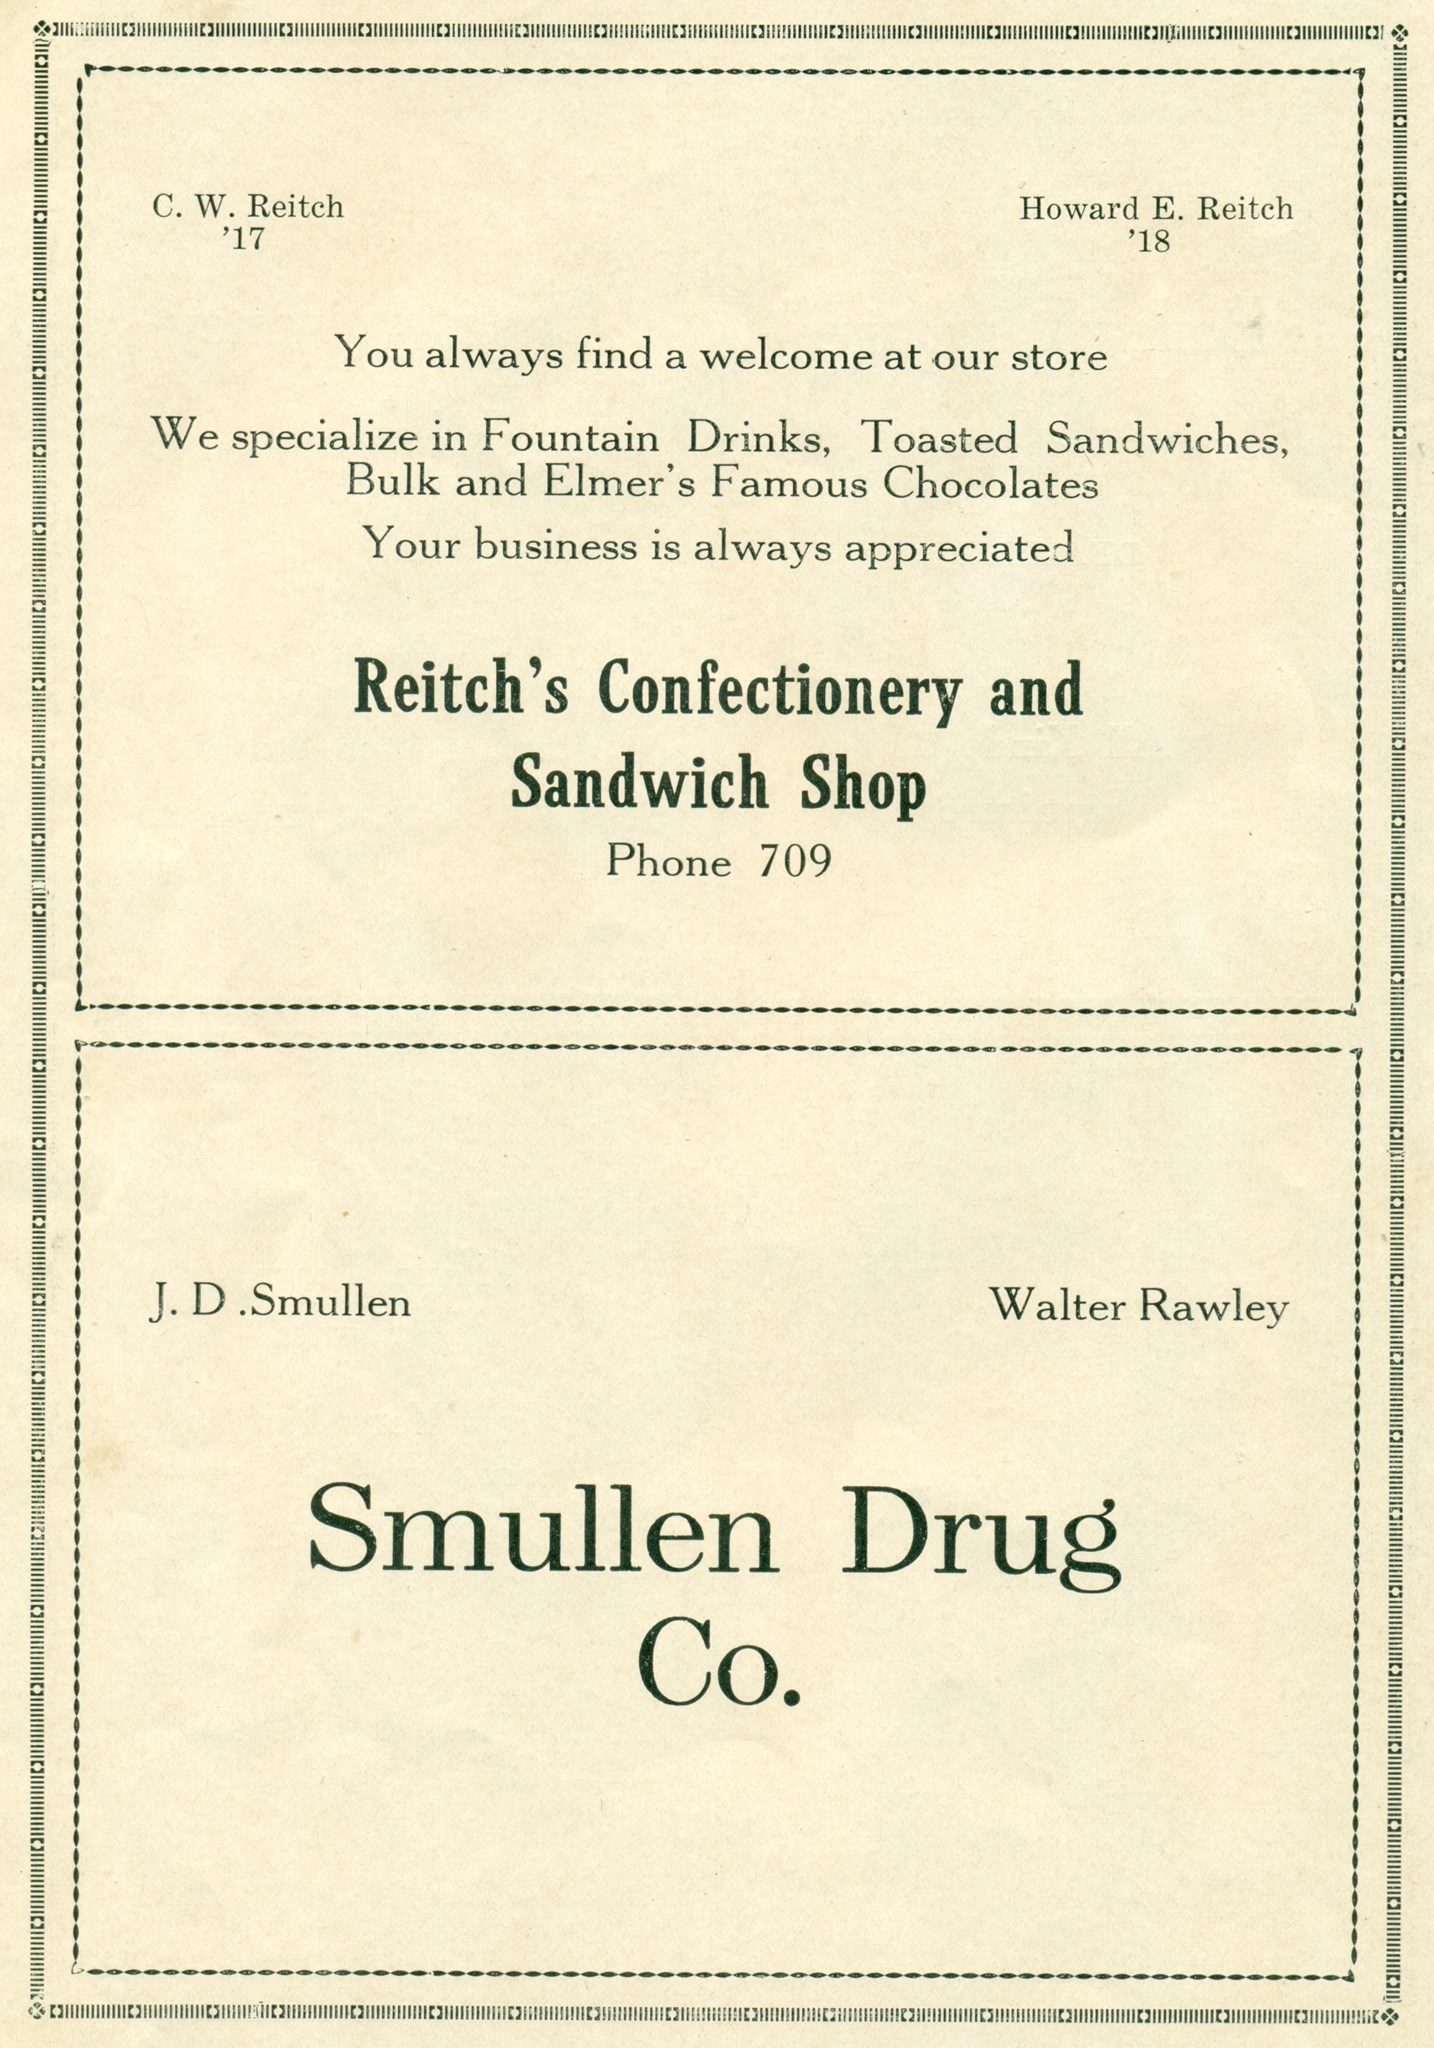 C. W. Reitch
'17
Howard E. Reitch
'18
You always find a welcome at our store
We specialize in Fountain Drinks, Toasted Sandwiches,
Bulk and Elmer's Famous Chocolates
Your business is always appreciated
Reitch's Confectionery and
Sandwich Shop
Phone 709
J. D .Smullen
Walter Rawley
Smullen Drug
Co.